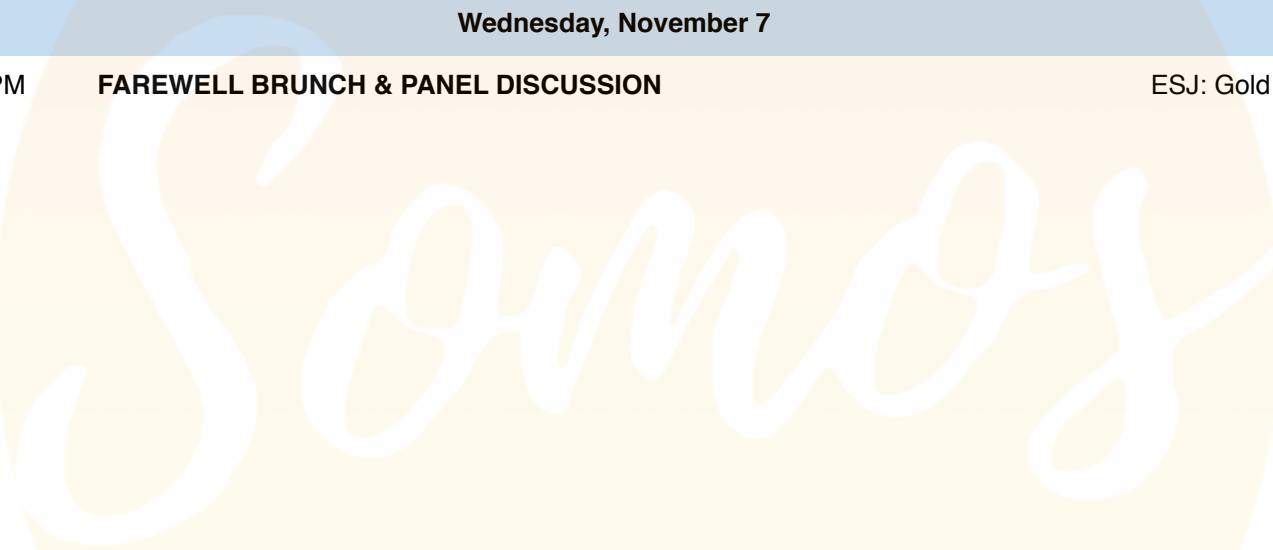 Wednesday, November 7
PM FAREWELL BRUNCH & PANEL DISCUSSION ESJ: Gold
Somos